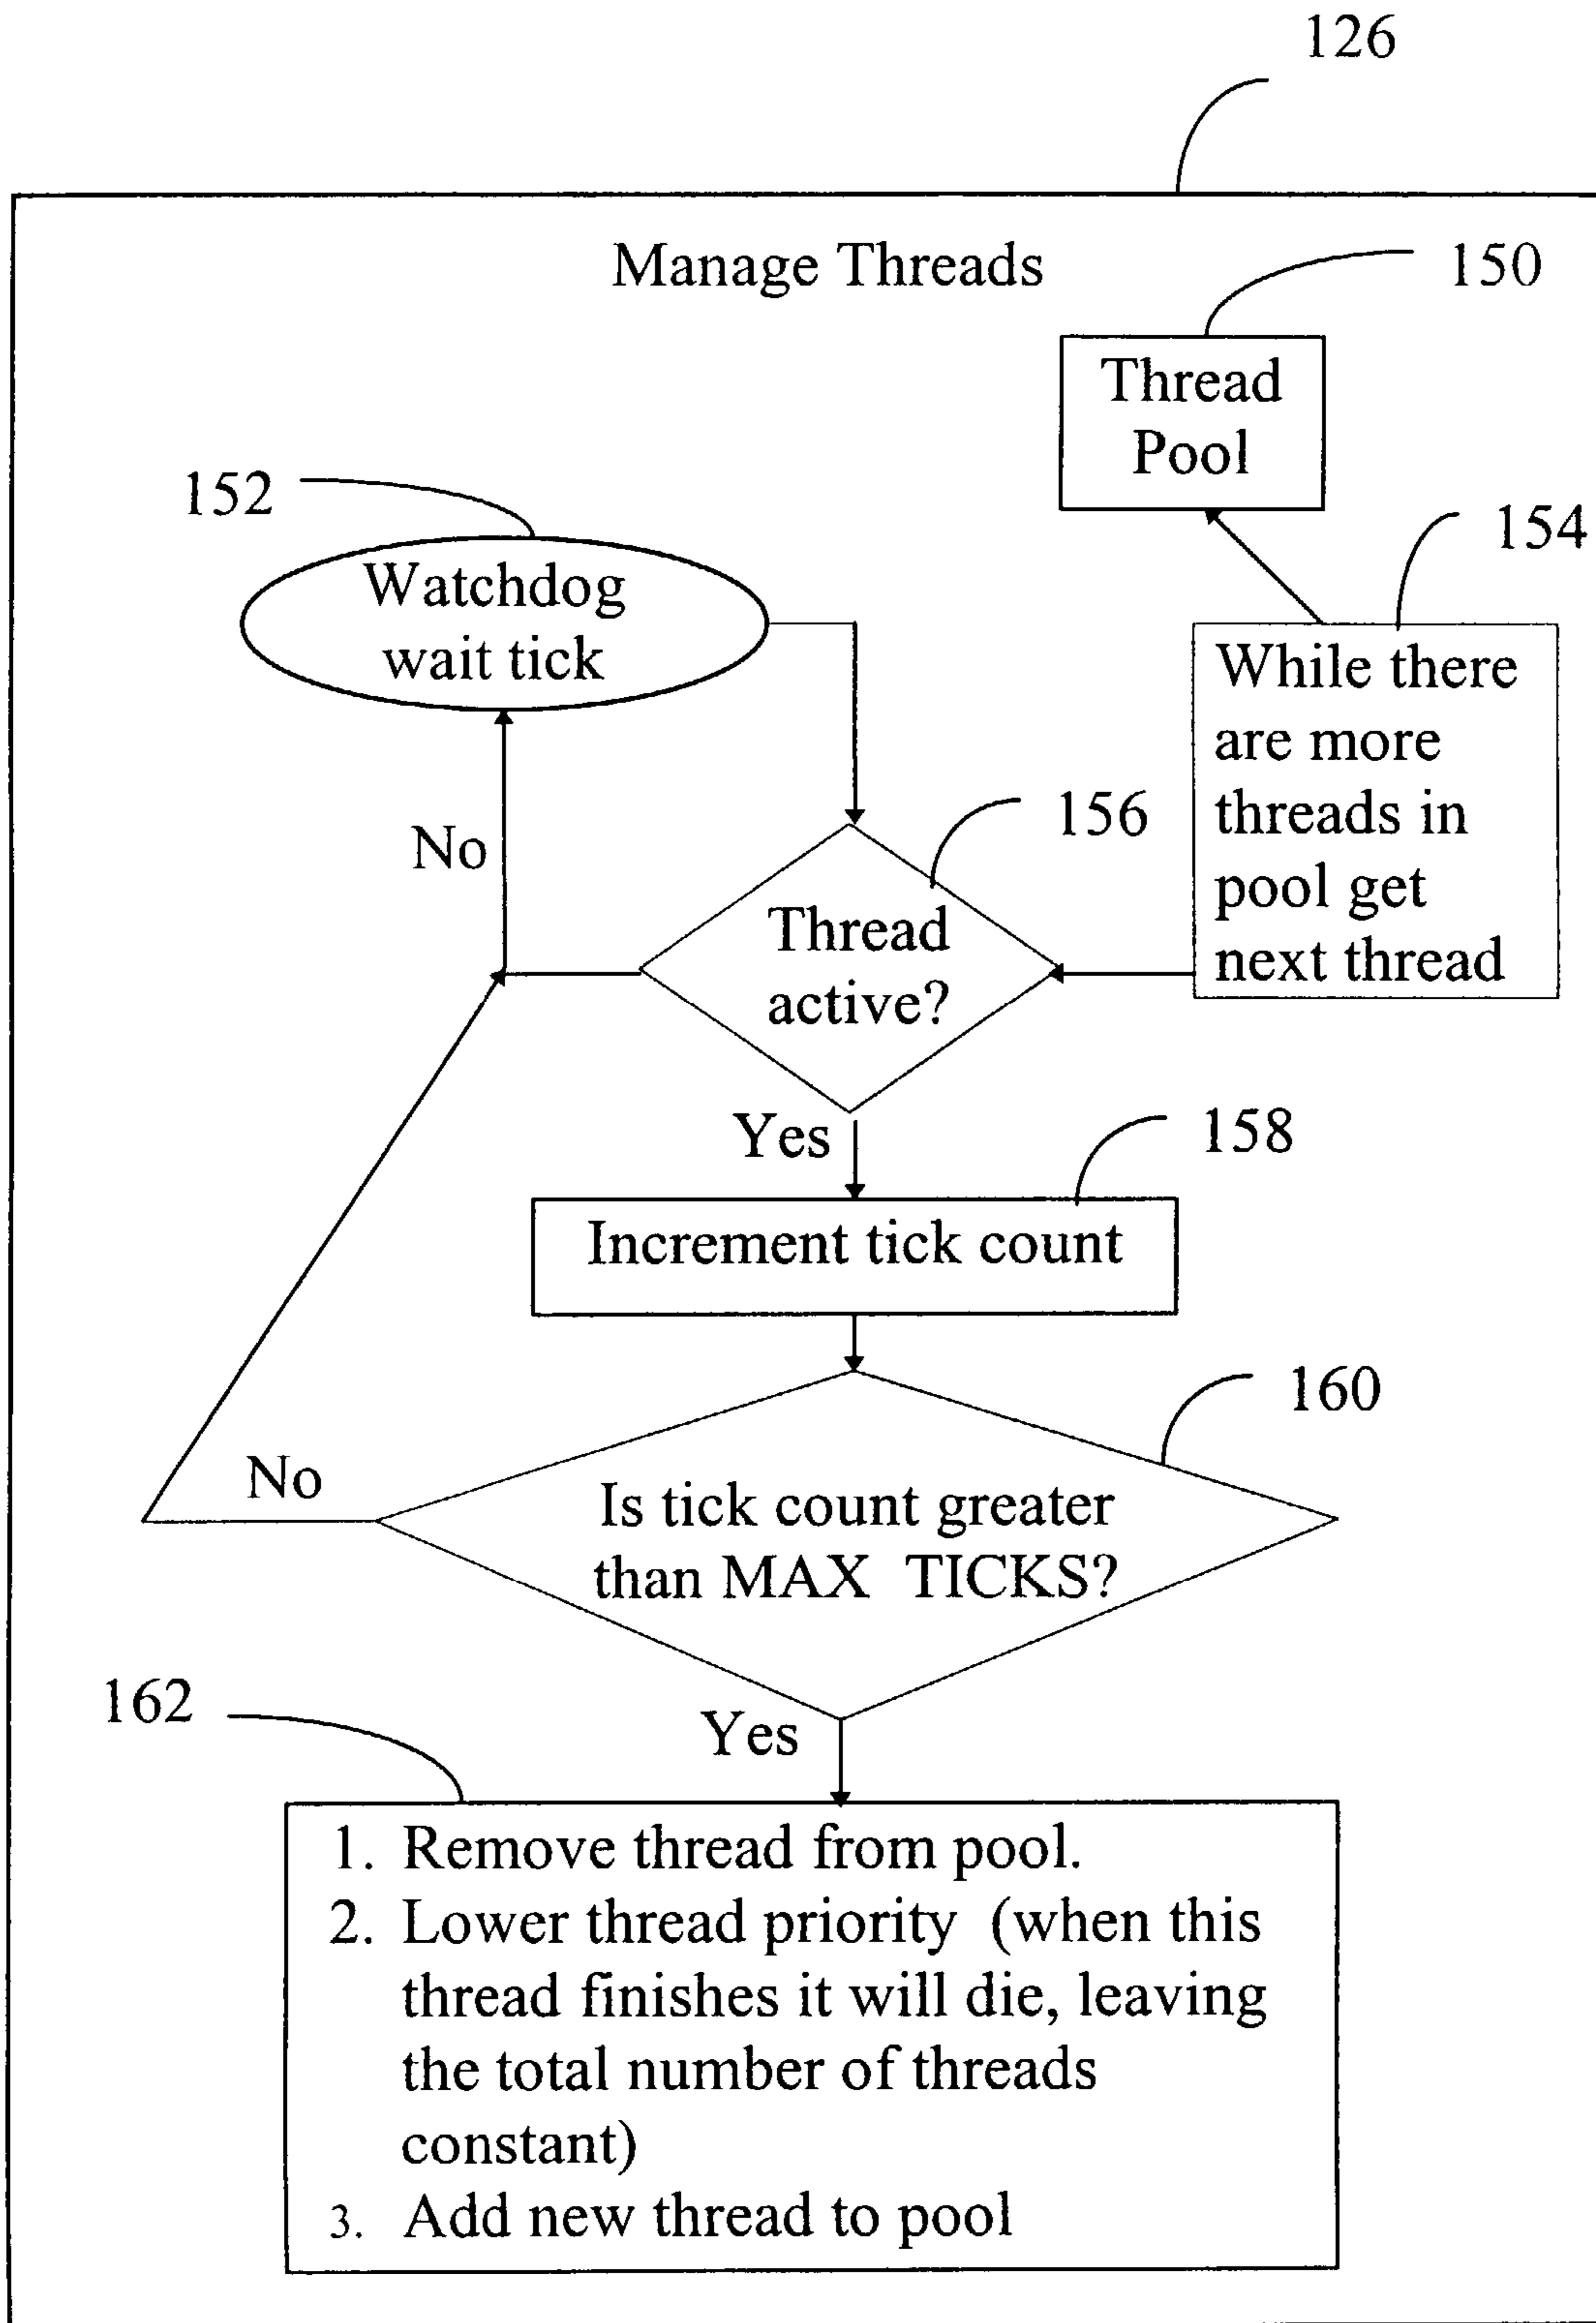 126
Manage Threads
150
Thread
Pool
152
154
Watchdog
wait tick
While there
are more
threads in
pool get
next thread
No
156
Thread
active?
Yes
158
Increment tick count
160
No
Is tick count greater
than MAX TICKS?
162
Yes
1. Remove thread from pool.
2. Lower thread priority (when this
thread finishes it will die, leaving
the total number of threads
constant)
3. Add new thread to pool